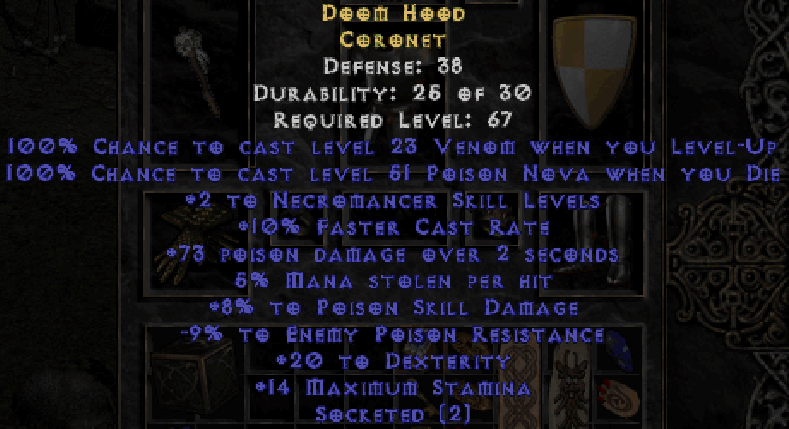 Doom Hood
Coronet
Defense: 38
Durability: 25 of 30
Required Level: 67
100% Chance to cast level 23 Venom when you Level-Up
100% Chance to cast level 51 Poison Nova when you Die
+2 to Necromancer Skill Levels
+10% Faster Cast Rate
+73 poison damage over 2 seconds
5% Mana stolen per hit
+8% to Poison Skill Damage
-9% to Enemy Poison Resistance
+20 to Dexterity
+14 Maximum Stamina
Socketed (2)